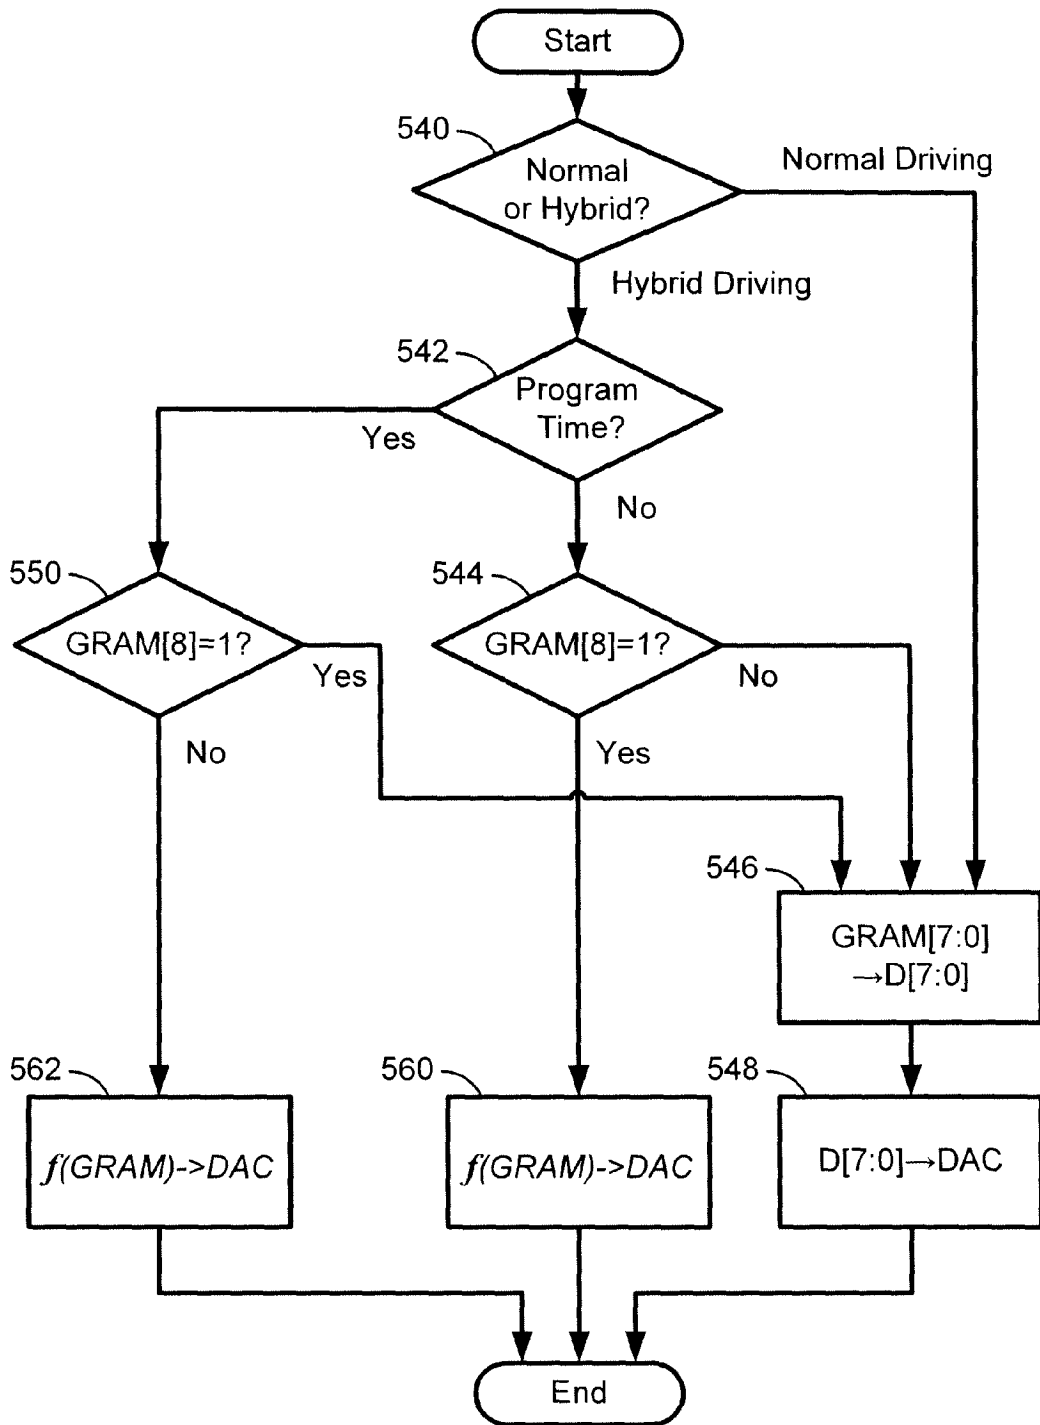 Start
540
Normal
or Hybrid?
Normal Driving
Hybrid Driving
542
Program
Time?
Yes
No
550
GRAM[8]=1?
Yes
No
544
GRAM[8]=1?
No
Yes
546
GRAM[7:0]
→D[7:0]
562
f(GRAM)->DAC
560
f(GRAM)->DAC
548
D[7:0]→DAC
End